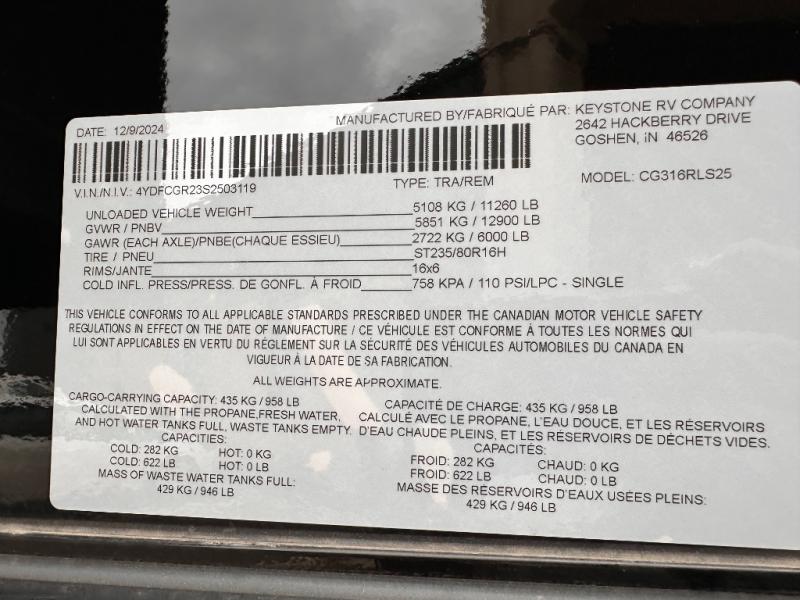 DATE: 12/9/2024
MANUFACTURED BY/FABRIQUÉ PAR: KEYSTONE RV COMPANY
2642 HACKBERRY DRIVE
GOSHEN, IN 46526
V.I.N./N.I.V.: 4YDFCGR23S2503119
TYPE: TRA/REM
MODEL: CG316RLS25
UNLOADED VEHICLE WEIGHT 5108 KG / 11260 LB
GVWR / PNBV 5851 KG / 12900 LB
GAWR (EACH AXLE)/PNBE(CHAQUE ESSIEU) 2722 KG / 6000 LB
TIRE / PNEU ST235/80R16H
RIMS/JANTE 16x6
COLD INFL. PRESS/PRESS. DE GONFL. À FROID 758 KPA / 110 PSI/LPC - SINGLE
THIS VEHICLE CONFORMS TO ALL APPLICABLE STANDARDS PRESCRIBED UNDER THE CANADIAN MOTOR VEHICLE SAFETY
REGULATIONS IN EFFECT ON THE DATE OF MANUFACTURE / CE VÉHICULE EST CONFORME À TOUTES LES NORMES QUI
LUI SONT APPLICABLES EN VERTU DU RÉGLEMENT SUR LA SÉCURITÉ DES VÉHICULES AUTOMOBILES DU CANADA EN
VIGUEUR À LA DATE DE SA FABRICATION.
ALL WEIGHTS ARE APPROXIMATE.
CARGO-CARRYING CAPACITY: 435 KG / 958 LB
CALCULATED WITH THE PROPANE,FRESH WATER,
AND HOT WATER TANKS FULL, WASTE TANKS EMPTY.
CAPACITIES:
COLD: 282 KG HOT: 0 KG
COLD: 622 LB HOT: 0 LB
MASS OF WASTE WATER TANKS FULL:
429 KG / 946 LB
CAPACITÉ DE CHARGE: 435 KG / 958 LB
CALCULÉ AVEC LE PROPANE, L'EAU DOUCE, ET LES RÉSERVOIRS
D'EAU CHAUDE PLEINS, ET LES RÉSERVOIRS DE DÉCHETS VIDES.
CAPACITÉS:
FROID: 282 KG CHAUD: 0 KG
FROID: 622 LB CHAUD: 0 LB
MASSE DES RÉSERVOIRS D'EAUX USÉES PLEINS:
429 KG / 946 LB